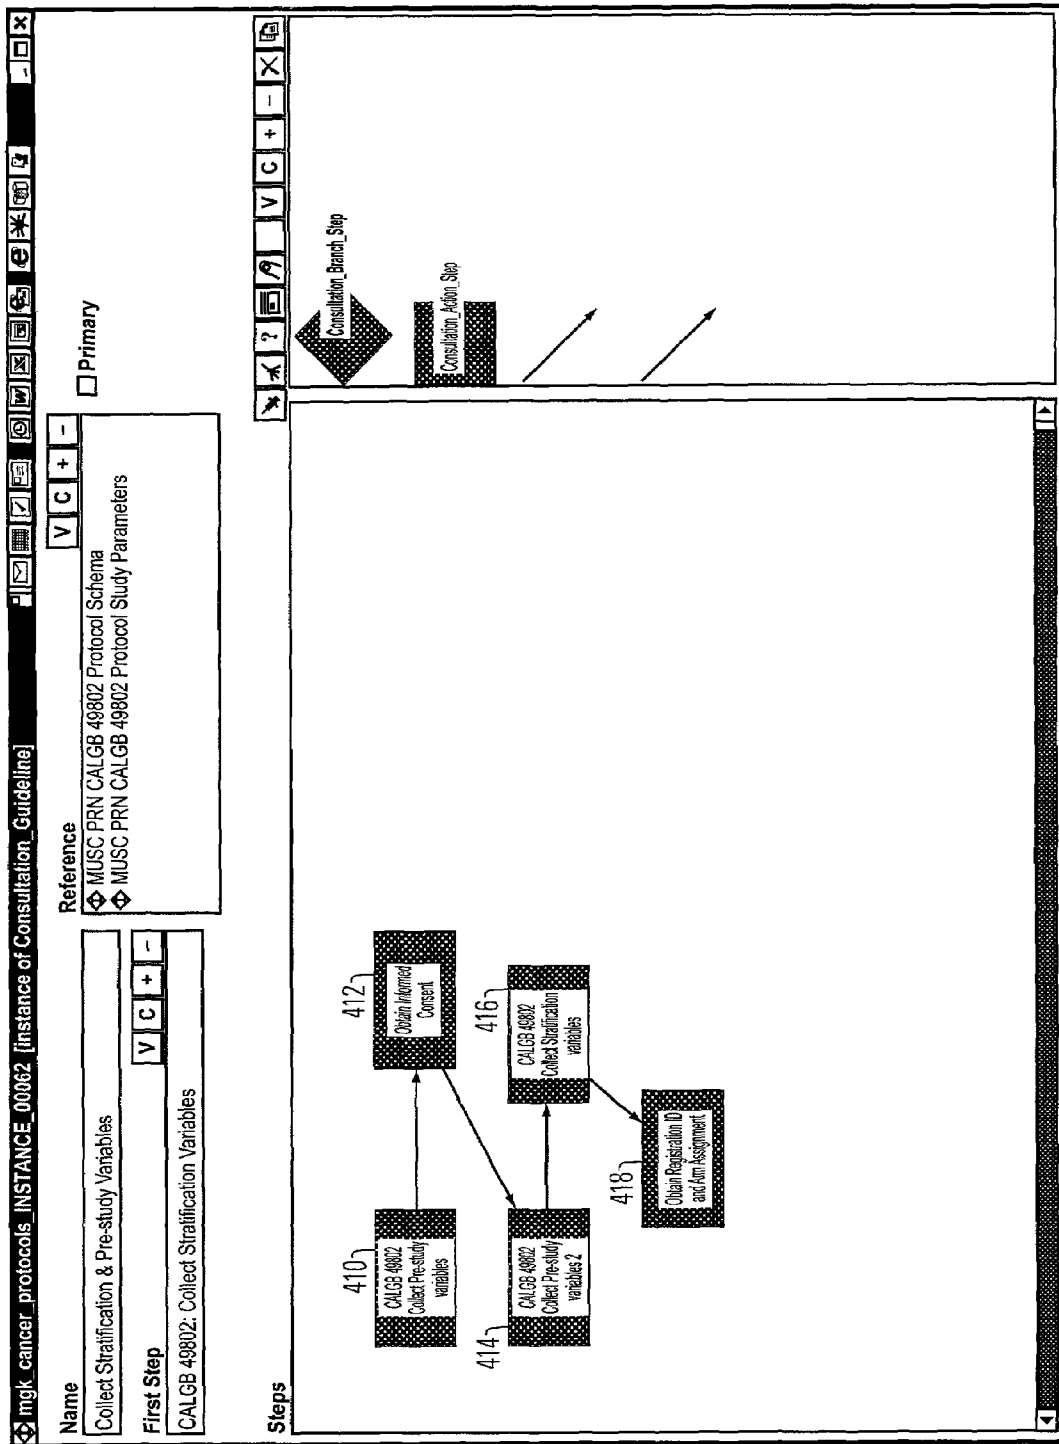 mgk_cancer_protocols_INSTANCE_00062 [instance of Consultation_Guideline]
Name
Collect Stratification & Pre-study Variables
First Step
V C + -
CALGB 49802: Collect Stratification Variables
Reference
V C + -
MUSC PRN CALGB 49802 Protocol Schema
MUSC PRN CALGB 49802 Protocol Study Parameters
Primary
Steps
? V C + -
410
CALGB 49802
Collect Pre-study
variables
412
Obtain Informed
Consent
414
CALGB 49802
Collect Pre-study
variables 2
416
CALGB 49802
Collect Stratification
variables
418
Obtain Registration ID
and Arm Assignment
Consultation_Branch_Step
Consultation_Action_Step